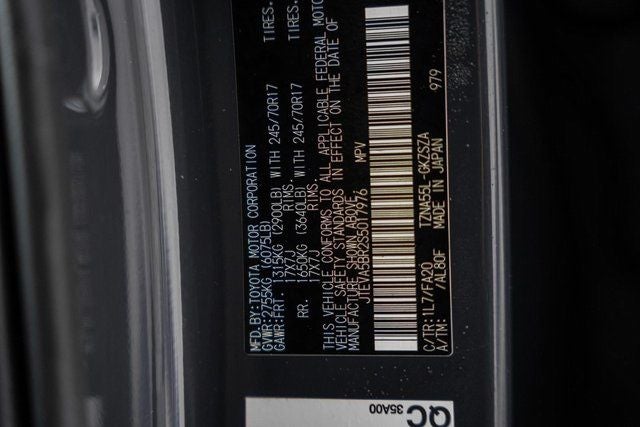 MFD.BY:TOYOTA MOTOR CORPORATION
GVWR:2755KG (6075LB)
GAWR:FRT. 1315KG (2900LB) WITH 245/70R17 TIRES.
17X7J RIMS.
RR. 1650KG (3640LB) WITH 245/70R17 TIRES.
17X7J RIMS.
THIS VEHICLE CONFORMS TO ALL APPLICABLE FEDERAL MOTOR
VEHICLE SAFETY STANDARDS IN EFFECT ON THE DATE OF
MANUFACTURE SHOWN ABOVE.
MPV
C/TR:1L7/FA20 TZNA55L-GKZSZA
A/TM: /AL80F MADE IN JAPAN 979
QC
35A00